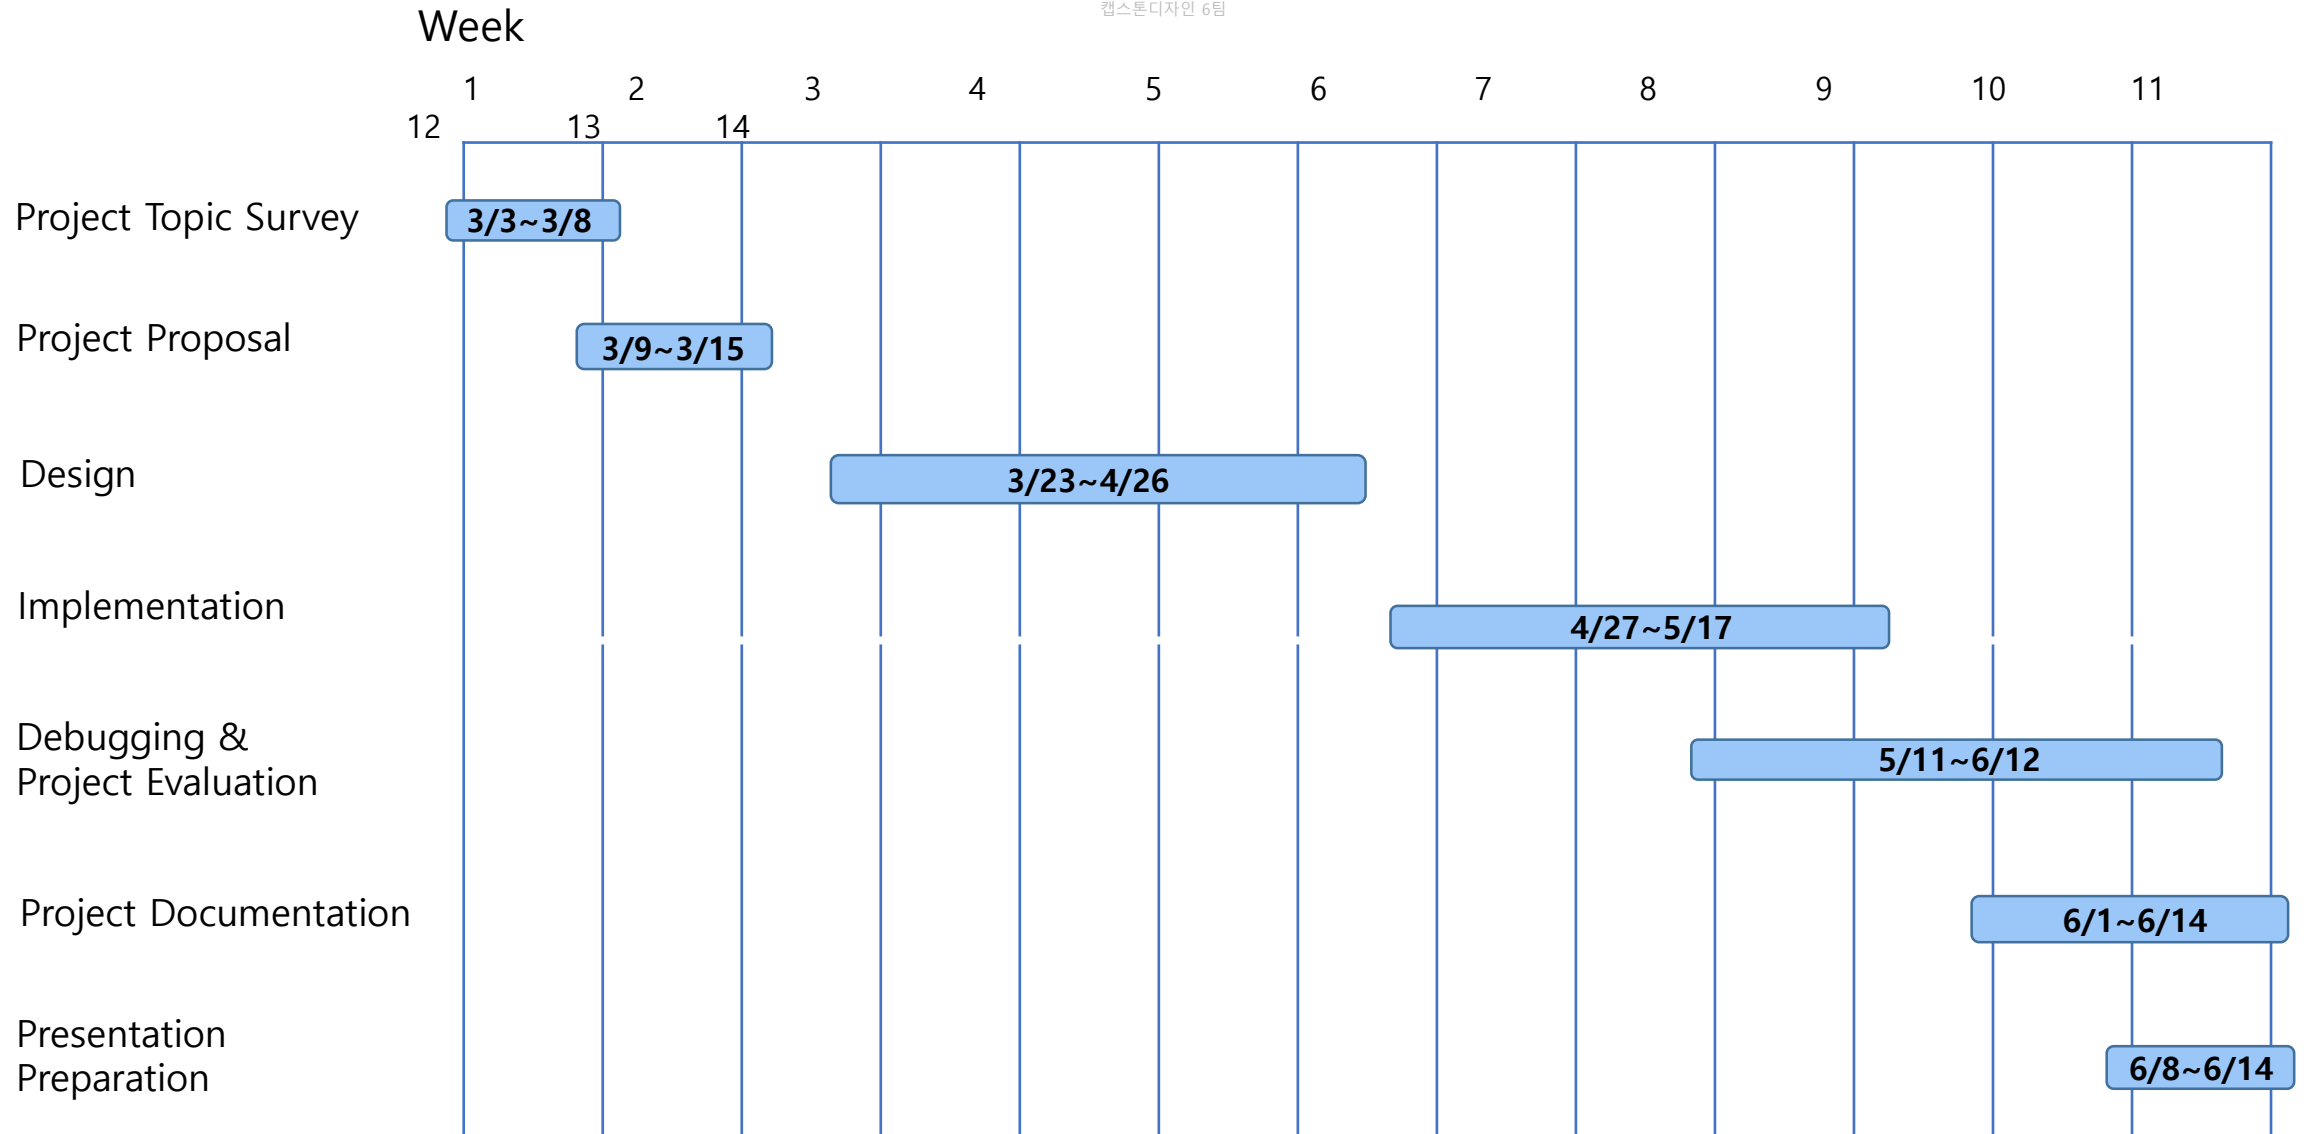 캡스톤디자인 6팀
Week
1 2 3 4 5 6 7 8 9 10 11
12 13 14
Project Topic Survey
3/3~3/8
Project Proposal
3/9~3/15
Design
3/23~4/26
Implementation
4/27~5/17
Debugging &
Project Evaluation
5/11~6/12
Project Documentation
6/1~6/14
Presentation
Preparation
6/8~6/14